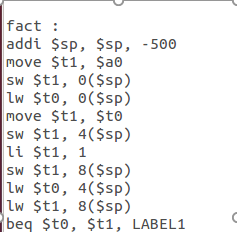 fact :
addi $sp, $sp, -500
move $t1, $a0
sw $t1, 0($sp)
lw $t0, 0($sp)
move $t1, $t0
sw $t1, 4($sp)
li $t1, 1
sw $t1, 8($sp)
lw $t0, 4($sp)
lw $t1, 8($sp)
beq $t0, $t1, LABEL1